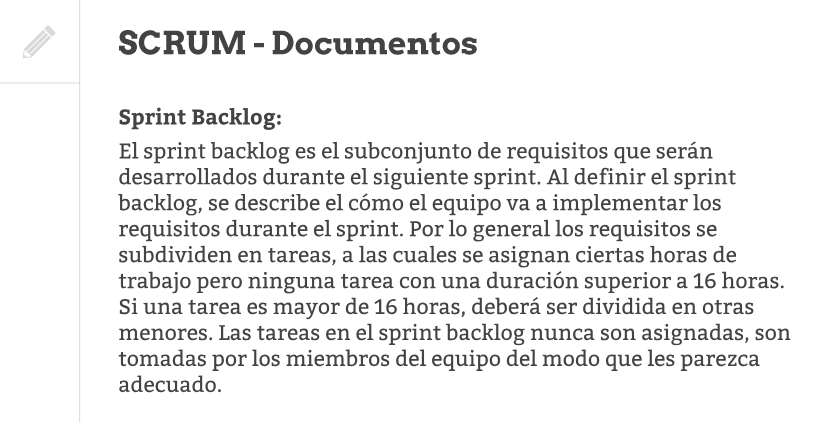 SCRUM - Documentos
Sprint Backlog:
El sprint backlog es el subconjunto de requisitos que serán
desarrollados durante el siguiente sprint. Al definir el sprint
backlog, se describe el cómo el equipo va a implementar los
requisitos durante el sprint. Por lo general los requisitos se
subdividen en tareas, a las cuales se asignan ciertas horas de
trabajo pero ninguna tarea con una duración superior a 16 horas.
Si una tarea es mayor de 16 horas, deberá ser dividida en otras
menores. Las tareas en el sprint backlog nunca son asignadas, son
tomadas por los miembros del equipo del modo que les parezca
adecuado.